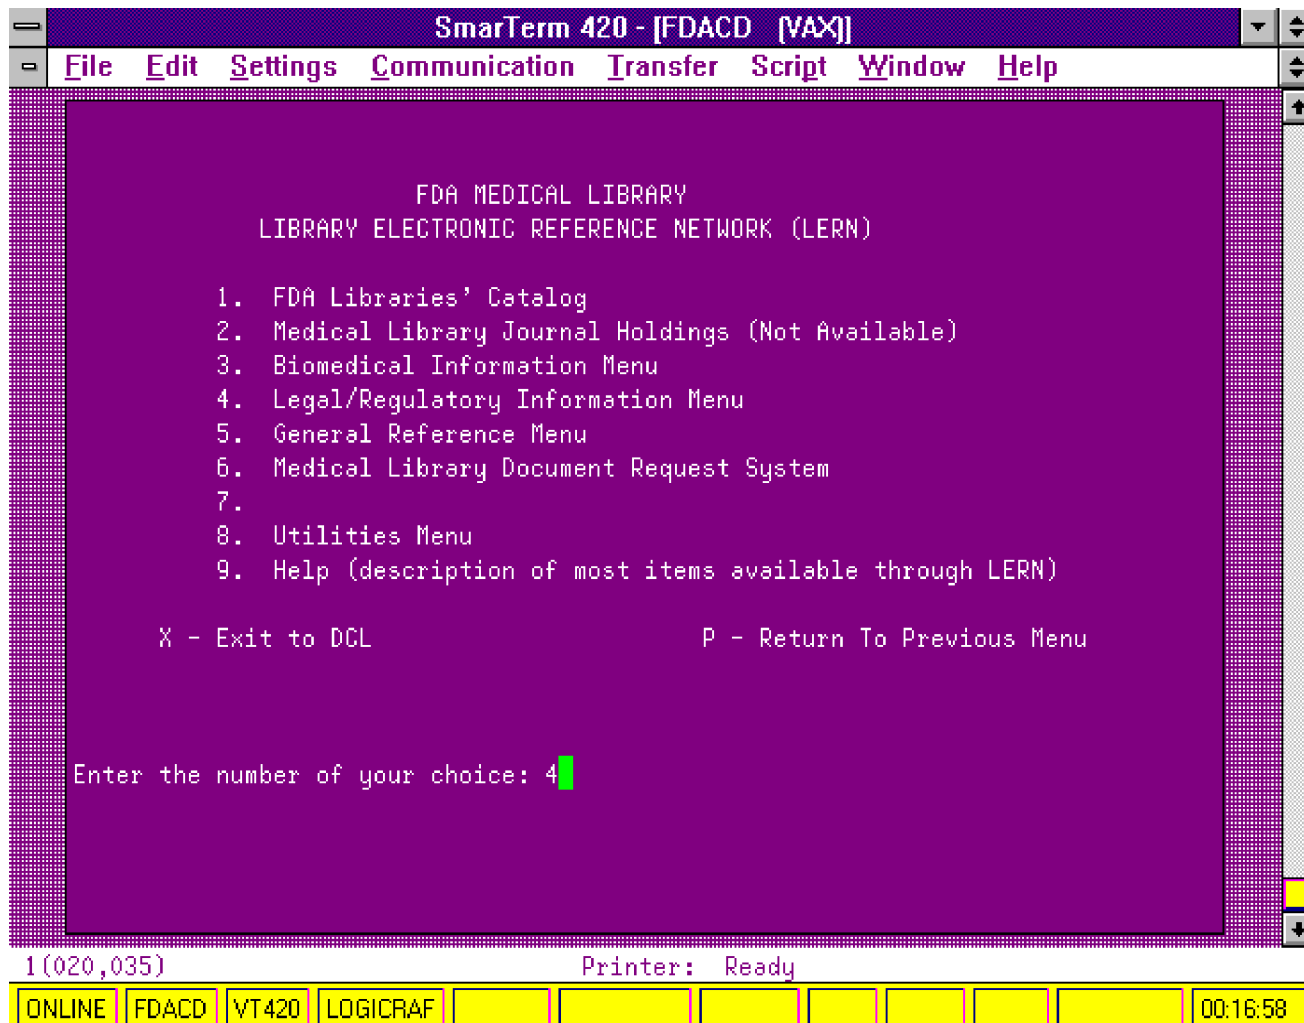 SmarTerm 420 - [FDACD (VAX)]
File Edit Settings Communication Transfer Script Window Help
FDA MEDICAL LIBRARY
LIBRARY ELECTRONIC REFERENCE NETWORK (LERN)
1. FDA Libraries' Catalog
2. Medical Library Journal Holdings (Not Available)
3. Biomedical Information Menu
4. Legal/Regulatory Information Menu
5. General Reference Menu
6. Medical Library Document Request System
7.
8. Utilities Menu
9. Help (description of most items available through LERN)
X - Exit to DCL P - Return To Previous Menu
Enter the number of your choice: 4
1(020,035) Printer: Ready
ONLINE FDACD VT420 LOGICRAF 00:16:58